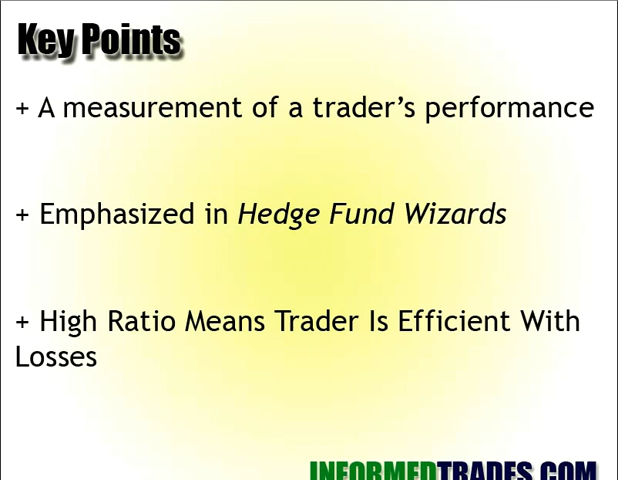 Key Points
+ A measurement of a trader’s performance
+ Emphasized in Hedge Fund Wizards
+ High Ratio Means Trader Is Efficient With
Losses
INFORMEDTRADES.COM